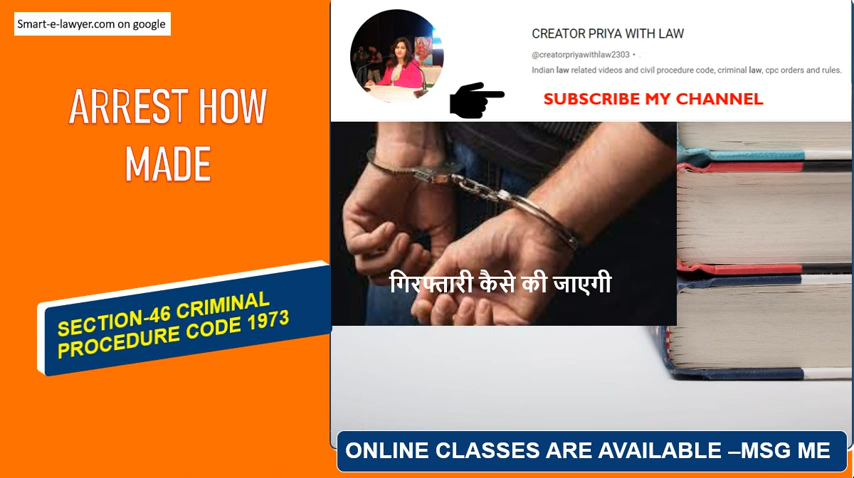 Smart-e-lawyer.com on google
ARREST HOW
MADE
SECTION-46 CRIMINAL
PROCEDURE CODE 1973
CREATOR PRIYA WITH LAW
@creatorpriyawithlaw2303 •
Indian law related videos and civil procedure code, criminal law, cpc orders and rules.
SUBSCRIBE MY CHANNEL
गिरफ्तारी कैसे की जाएगी
ONLINE CLASSES ARE AVAILABLE –MSG ME